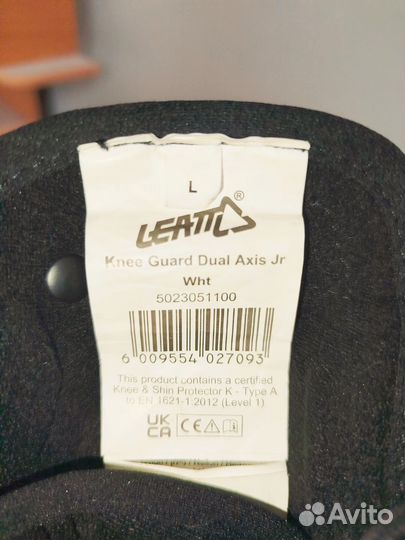 L
LEATT®
Knee Guard Dual Axis Jr
Wht
5023051100
6 009554 027093
This product contains a certified
Knee & Shin Protector K - Type A
to EN 1621-1:2012 (Level 1)
UK
CA CE
Avito